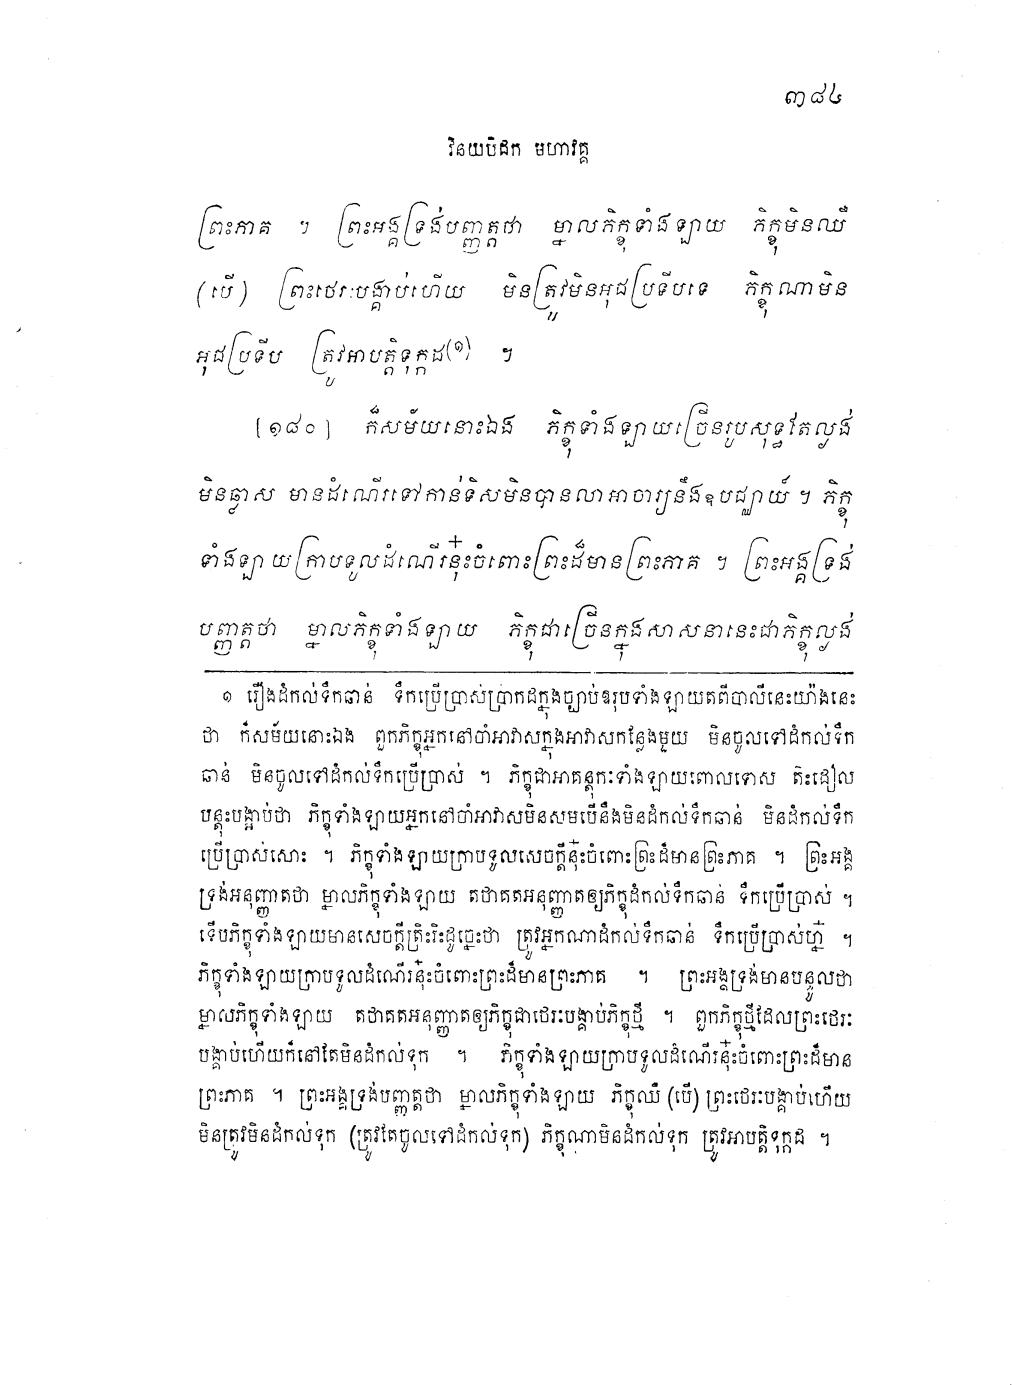 ៣៨៤
វិនយបិដក មហាវគ្គ
ព្រះភាគ ។ ព្រះអង្គទ្រង់បញ្ញត្តថា ម្នាលភិក្ខុទាំងឡាយ ភិក្ខុមិនឈឺ
(បើ) ព្រះថេរៈបង្គាប់ហើយ មិនត្រូវមិនអុជប្រទីបទេ ភិក្ខុណាមិន
អុជប្រទីប ត្រូវអាបត្តិទុក្កដ(១) ។
[១៨០] ក៏សម័យនោះឯង ភិក្ខុទាំងឡាយច្រើនរូបសុទ្ធតែល្ងង់
មិនឆ្លាស មានដំណើរទៅកាន់ទិសមិនបានលាអាចារ្យនឹងឧបជ្ឈាយ៍ ។ ភិក្ខុ
ទាំងឡាយក្រាបទូលដំណើរនុ៎ះចំពោះព្រះដ៏មានព្រះភាគ ។ ព្រះអង្គទ្រង់
បញ្ញត្តថា ម្នាលភិក្ខុទាំងឡាយ ភិក្ខុជាច្រើនក្នុងសាសនានេះជាភិក្ខុល្ងង់
១ រឿងដំកល់ទឹកឆាន់ ទឹកប្រើប្រាស់ប្រាកដក្នុងច្បាប់ឧរុបទាំងឡាយតពីបាលីនេះយ៉ាងនេះ
ថា ក៏សម័យនោះឯង ពួកភិក្ខុអ្នកនៅចាំអាវាសក្នុងអាវាសកន្លែងមួយ មិនចូលទៅដំកល់ទឹក
ឆាន់ មិនចូលទៅដំកល់ទឹកប្រើប្រាស់ ។ ភិក្ខុជាអាគន្តុកៈទាំងឡាយពោលទោស តិះដៀល
បន្តុះបង្អាប់ថា ភិក្ខុទាំងឡាយអ្នកនៅចាំអាវាសមិនសមបើនឹងមិនដំកល់ទឹកឆាន់ មិនដំកល់ទឹក
ប្រើប្រាស់សោះ ។ ភិក្ខុទាំងឡាយក្រាបទូលសេចក្តីនុ៎ះចំពោះព្រះដ៏មានព្រះភាគ ។ ព្រះអង្គ
ទ្រង់អនុញ្ញាតថា ម្នាលភិក្ខុទាំងឡាយ តថាគតអនុញ្ញាតឲ្យភិក្ខុដំកល់ទឹកឆាន់ ទឹកប្រើប្រាស់ ។
ទើបភិក្ខុទាំងឡាយមានសេចក្តីត្រិះរិះដូច្នេះថា ត្រូវអ្នកណាដំកល់ទឹកឆាន់ ទឹកប្រើប្រាស់ហ្ន៎ ។
ភិក្ខុទាំងឡាយក្រាបទូលដំណើរនុ៎ះចំពោះព្រះដ៏មានព្រះភាគ ។ ព្រះអង្គទ្រង់មានបន្ទូលថា
ម្នាលភិក្ខុទាំងឡាយ តថាគតអនុញ្ញាតឲ្យភិក្ខុជាថេរៈបង្គាប់ភិក្ខុថ្មី ។ ពួកភិក្ខុថ្មីដែលព្រះថេរៈ
បង្គាប់ហើយក៏នៅតែមិនដំកល់ទុក ។ ភិក្ខុទាំងឡាយក្រាបទូលដំណើរនុ៎ះចំពោះព្រះដ៏មាន
ព្រះភាគ ។ ព្រះអង្គទ្រង់បញ្ញត្តថា ម្នាលភិក្ខុទាំងឡាយ ភិក្ខុឈឺ (បើ) ព្រះថេរៈបង្គាប់ហើយ
មិនត្រូវមិនដំកល់ទុក (ត្រូវតែចូលទៅដំកល់ទុក) ភិក្ខុណាមិនដំកល់ទុក ត្រូវអាបត្តិទុក្កដ ។